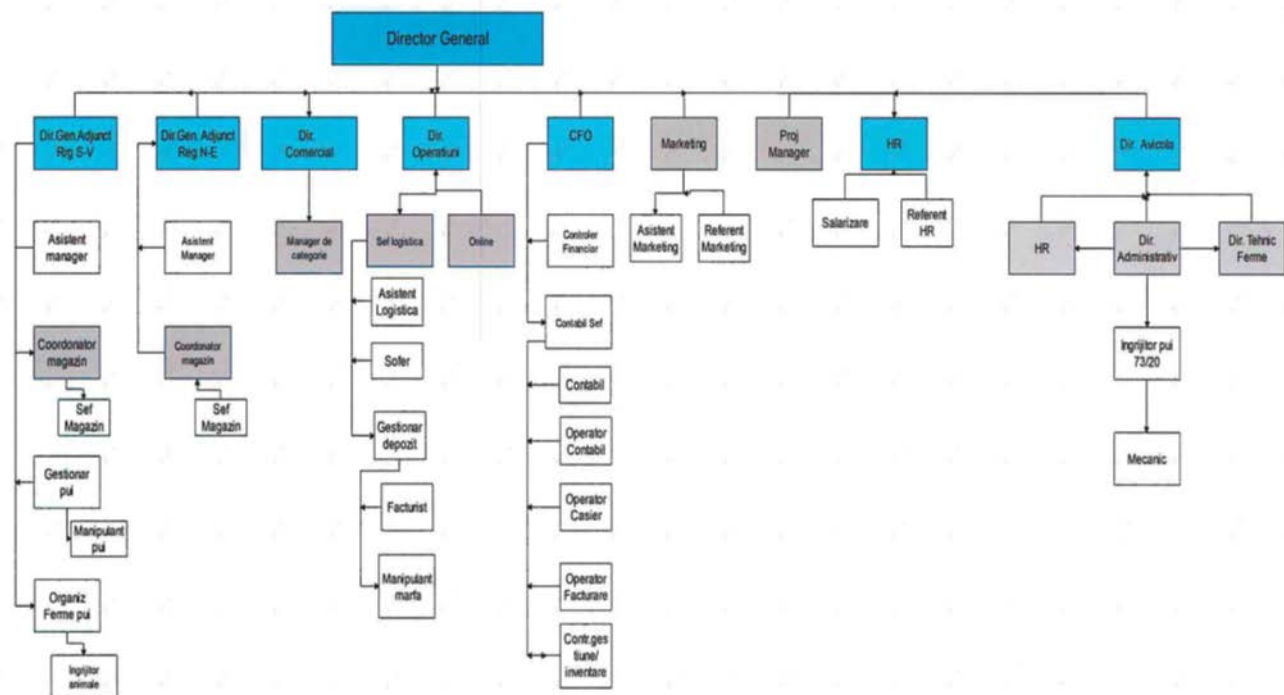 Director General
Dir.Gen.Adjunct
Rrg S-V
Dir.Gen. Adjunct
Reg N-E
Dir.
Comercial
Dir.
Operatiuni
CFO
Marketing
Proj
Manager
HR
Dir. Avicola
Asistent
manager
Asistent
Manager
Manager de
categorie
Sef logistica
Online
Controler
Financiar
Asistent
Marketing
Referent
Marketing
Salarizare
Referent
HR
HR
Dir.
Administrativ
Dir. Tehnic
Ferme
Coordonator
magazin
Coordonator
magazin
Asistent
Logistica
Contabil Sef
Ingrijitor pui
73/20
Sef
Magazin
Sef
Magazin
Sofer
Contabil
Gestionar
depozit
Operator
Contabil
Mecanic
Gestionar
pui
Manipulant
pui
Facturist
Operator
Casier
Organiz
Ferme pui
Manipulant
marfa
Operator
Facturare
Ingrijitor
animale
Contr.ges
tiune/
inventare